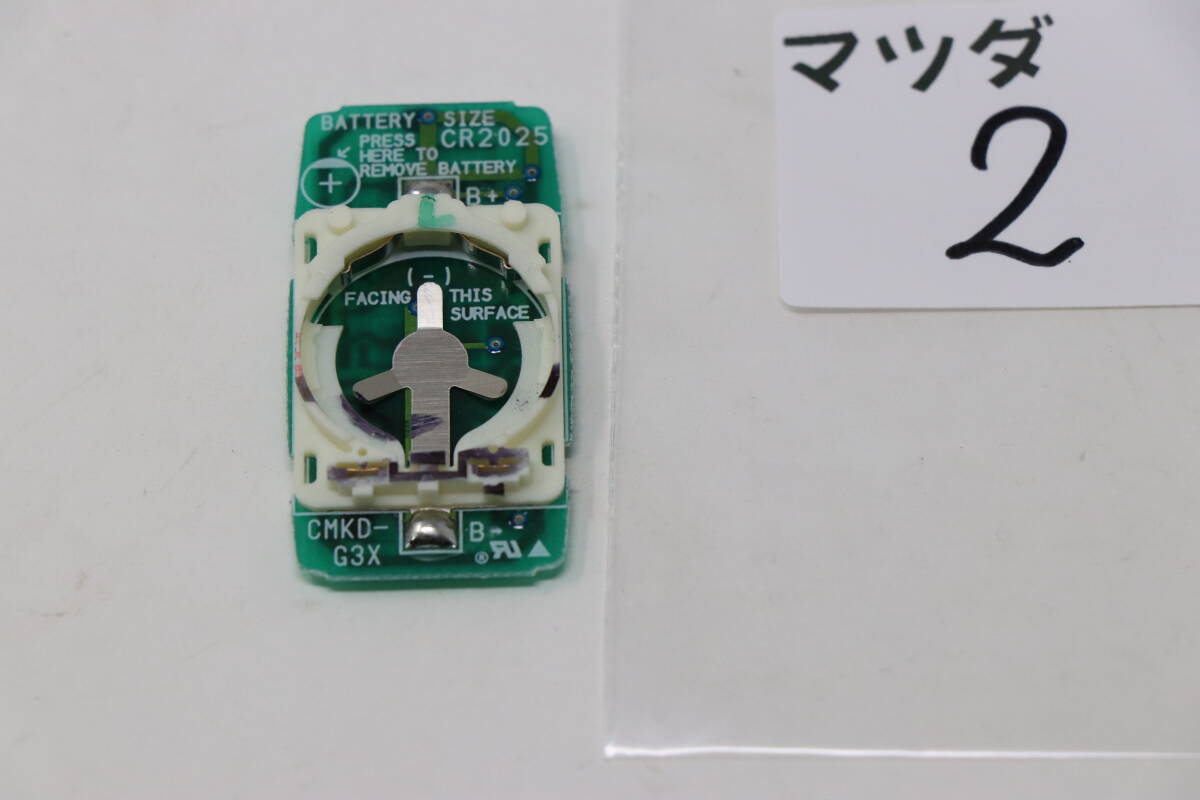 BATTERY SIZE
CR2025
PRESS
HERE TO
REMOVE BATTERY
+
B+
L
(-)
FACING THIS
SURFACE
CMKD-
G3X
B-
®
マツダ
2